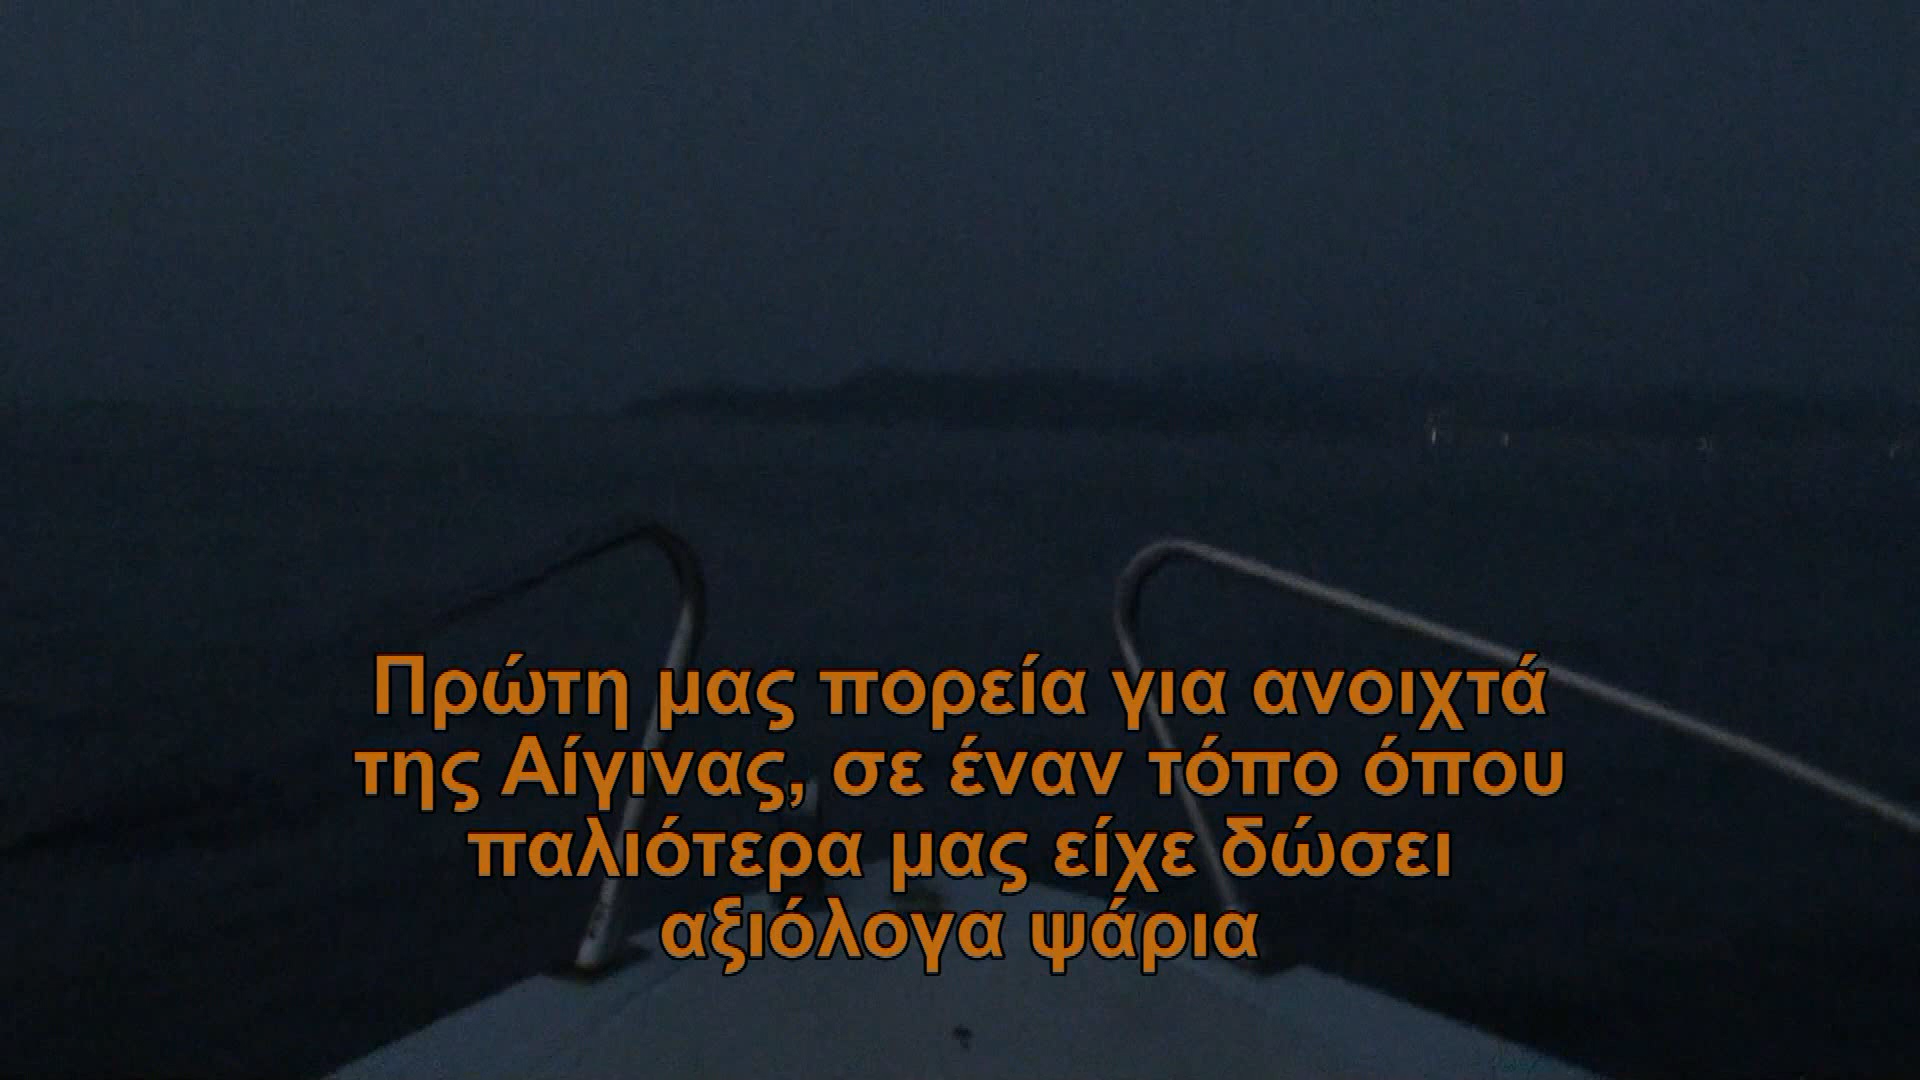 Πρώτη μας πορεία για ανοιχτά
της Αίγινας, σε έναν τόπο όπου
παλιότερα μας είχε δώσει
αξιόλογα ψάρια